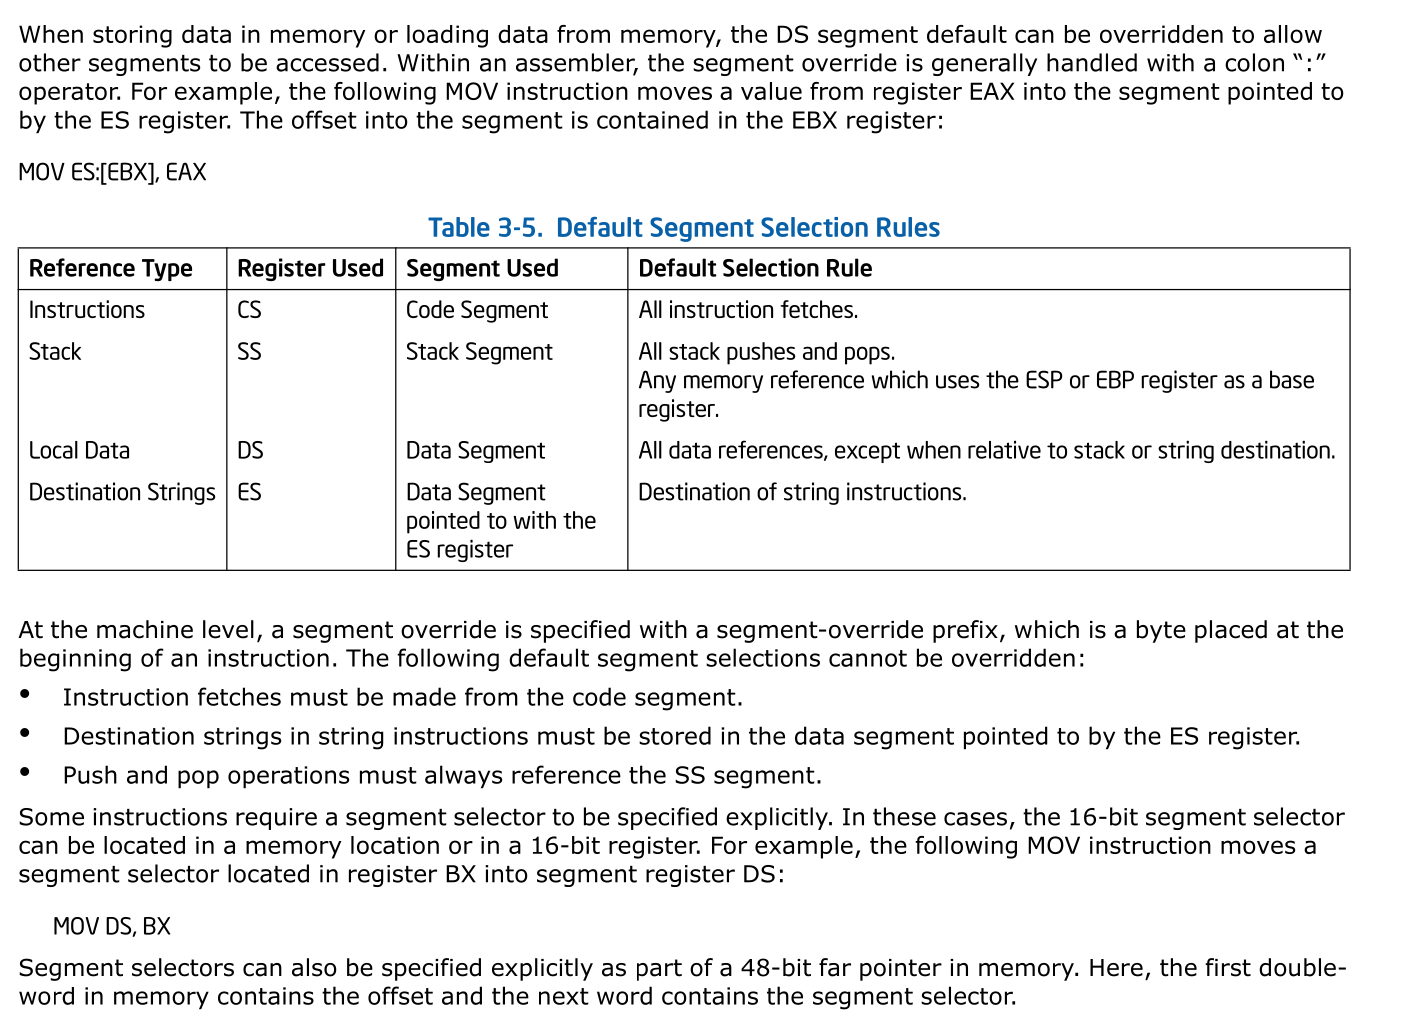 When storing data in memory or loading data from memory, the DS segment default can be overridden to allow
other segments to be accessed. Within an assembler, the segment override is generally handled with a colon “:”
operator. For example, the following MOV instruction moves a value from register EAX into the segment pointed to
by the ES register. The offset into the segment is contained in the EBX register:
MOV ES:[EBX], EAX
Table 3-5. Default Segment Selection Rules
Reference Type Register Used Segment Used Default Selection Rule
Instructions CS Code Segment All instruction fetches.
Stack SS Stack Segment All stack pushes and pops.
Any memory reference which uses the ESP or EBP register as a base
register.
Local Data DS Data Segment All data references, except when relative to stack or string destination.
Destination Strings ES Data Segment Destination of string instructions.
pointed to with the
ES register
At the machine level, a segment override is specified with a segment-override prefix, which is a byte placed at the
beginning of an instruction. The following default segment selections cannot be overridden:
• Instruction fetches must be made from the code segment.
• Destination strings in string instructions must be stored in the data segment pointed to by the ES register.
• Push and pop operations must always reference the SS segment.
Some instructions require a segment selector to be specified explicitly. In these cases, the 16-bit segment selector
can be located in a memory location or in a 16-bit register. For example, the following MOV instruction moves a
segment selector located in register BX into segment register DS:
MOV DS, BX
Segment selectors can also be specified explicitly as part of a 48-bit far pointer in memory. Here, the first double-
word in memory contains the offset and the next word contains the segment selector.